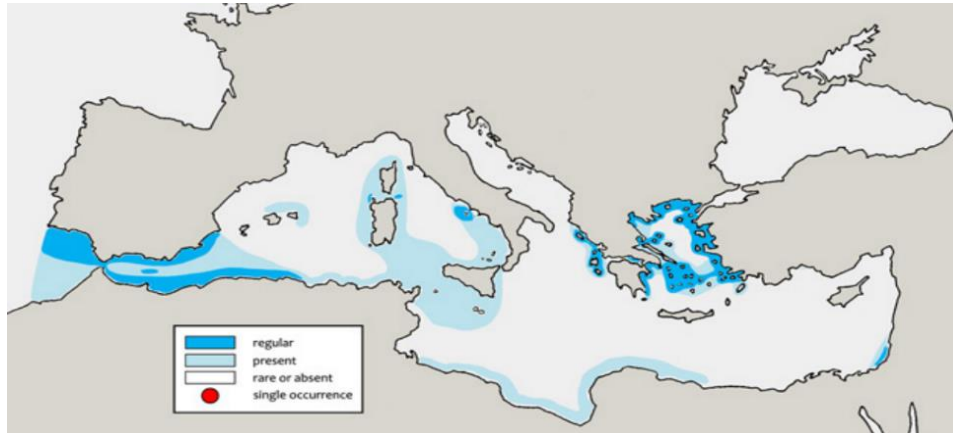 regular
present
rare or absent
single occurrence